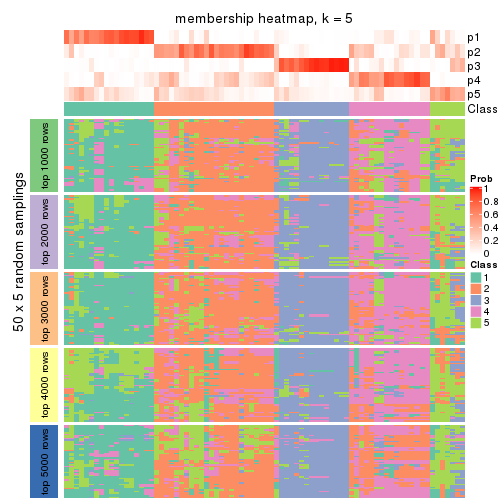 membership heatmap, k = 5
p1
p2
p3
p4
p5
Class
50 x 5 random samplings
top 1000 rows
top 2000 rows
top 3000 rows
top 4000 rows
top 5000 rows
Prob
1
0.8
0.6
0.4
0.2
0
Class
1
2
3
4
5